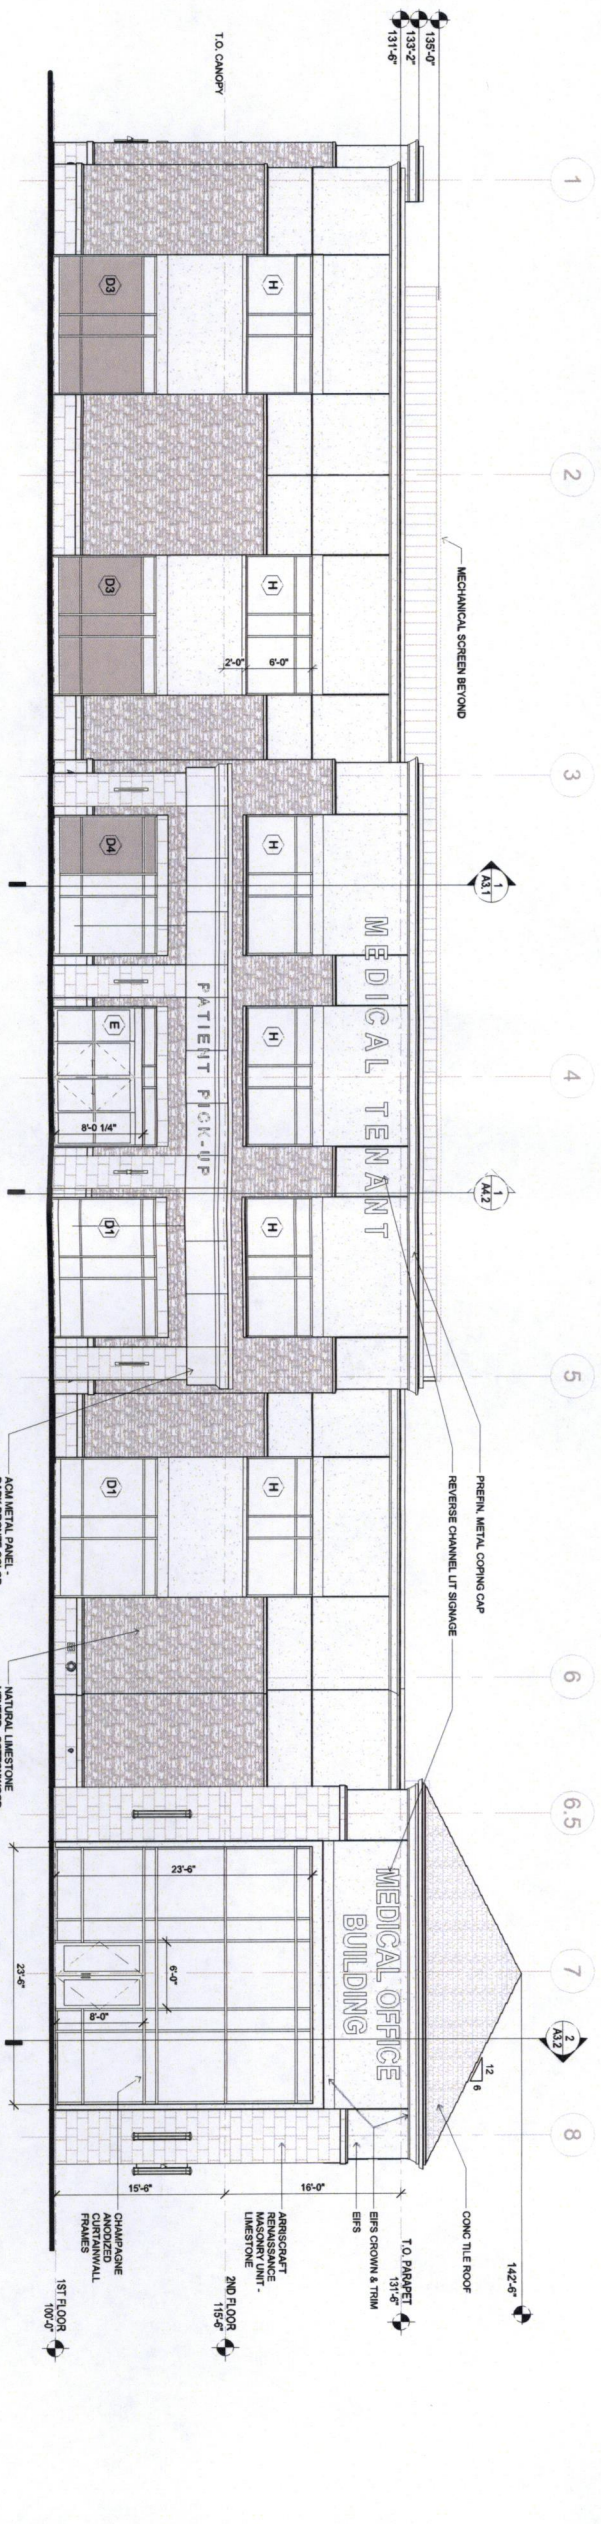 1
2
3
4
5
6
6.5
7
8
135'-0"
133'-2"
131'-6"
T.O. CANOPY
MECHANICAL SCREEN BEYOND
1
A3.1
1
A4.2
PREFIN. METAL COPING CAP
REVERSE CHANNEL LIT SIGNAGE
2
A3.2
12
6
CONC TILE ROOF
142'-6"
MEDICAL TENANT
PATIENT PICK-UP
MEDICAL OFFICE
BUILDING
H
H
H
H
H
H
6'-0"
2'-0"
D3
D3
D4
E
8'-0 1/4"
D1
D1
23'-6"
6'-0"
8'-0"
23'-6"
16'-0"
15'-6"
T.O. PARAPET
131'-6"
EIFS CROWN & TRIM
EIFS
2ND FLOOR
115'-6"
ARRISCRAFT
RENAISSANCE
MASONRY UNIT -
LIMESTONE
1ST FLOOR
100'-0"
CHAMPAGNE
ANODIZED
CURTAINWALL
FRAMES
ACM METAL PANEL -
NATURAL LIMESTONE